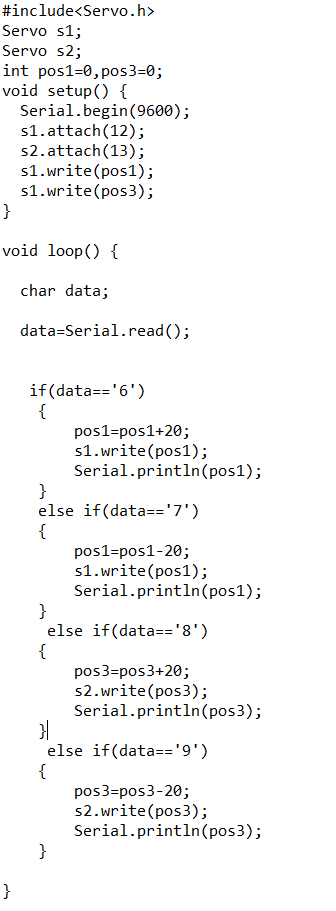 #include<Servo.h>
Servo s1;
Servo s2;
int pos1=0,pos3=0;
void setup() {
  Serial.begin(9600);
  s1.attach(12);
  s2.attach(13);
  s1.write(pos1);
  s1.write(pos3);
}

void loop() {

  char data;

  data=Serial.read();


   if(data=='6')
    {
        pos1=pos1+20;
        s1.write(pos1);
        Serial.println(pos1);
    }
    else if(data=='7')
    {
        pos1=pos1-20;
        s1.write(pos1);
        Serial.println(pos1);
    }
     else if(data=='8')
    {
        pos3=pos3+20;
        s2.write(pos3);
        Serial.println(pos3);
    }
     else if(data=='9')
    {
        pos3=pos3-20;
        s2.write(pos3);
        Serial.println(pos3);
    }

}